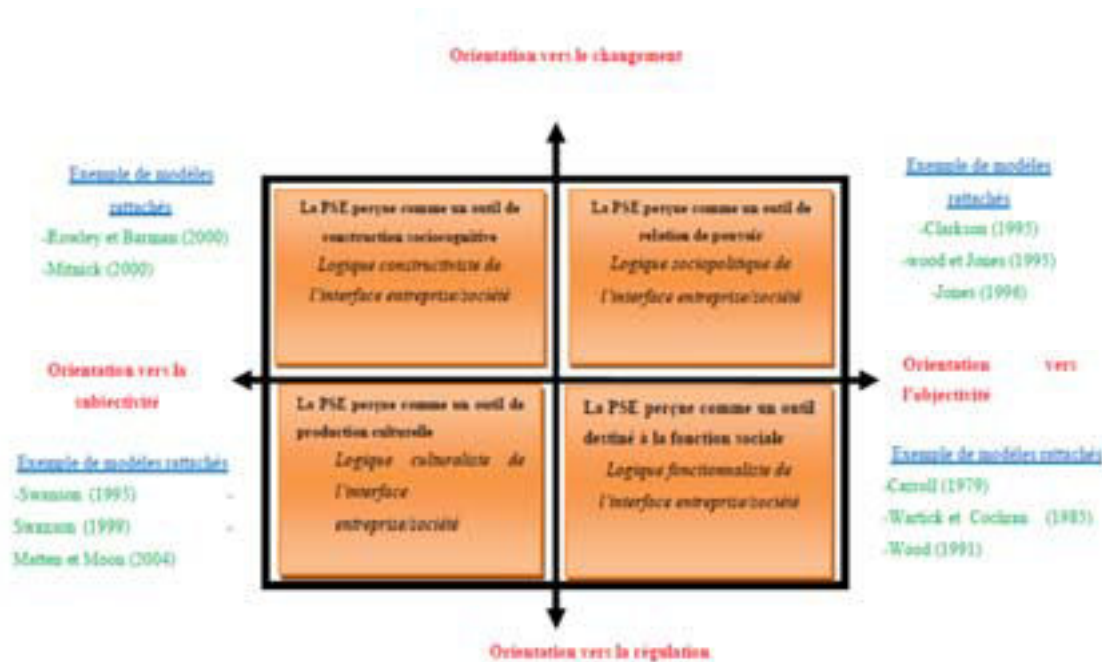 Orientation vers le changement
Exemple de modèles
rattachés
-Rowley et Barman (2000)
-Mitnick (2000)
La PSE perçue comme un outil de
construction sociocognitive
Logique constructiviste de
l'interface entreprise/société
La PSE perçue comme un outil de
relation de pouvoir
Logique sociopolitique de
l'interface entreprise/société
Exemple de modèles
rattachés
-Clarkson (1995)
-wood et Jones (1995)
-Jones (1996)
Orientation vers la
subjectivité
Orientation vers
l'objectivité
Exemple de modèles rattachés
-Swanson (1995) -
Swanson (1999) -
Matten et Moon (2004)
La PSE perçue comme un outil de
production culturelle
Logique culturaliste de
l'interface
entreprise/société
La PSE perçue comme un outil
destiné à la fonction sociale
Logique fonctionnaliste de
l'interface entreprise/société
Exemple de modèles rattachés
-Carroll (1979)
-Wartick et Cochran (1985)
-Wood (1991)
Orientation vers la régulation